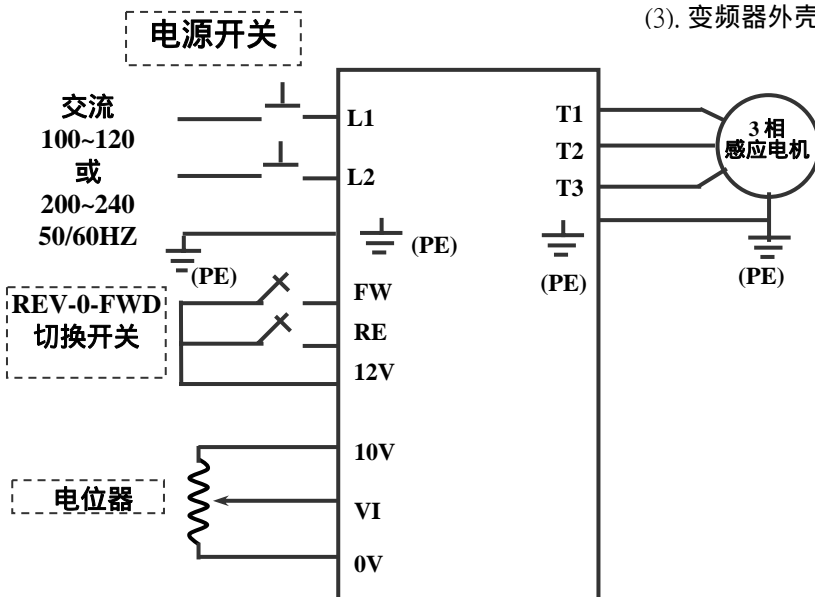 (3). 变频器外壳
电源开关
交流
100~120
或
200~240
50/60HZ
L1
L2
(PE)
(PE)
T1
T2
T3
3 相
感应电机
(PE)
(PE)
REV-0-FWD
切换开关
FW
RE
12V
电位器
10V
VI
0V